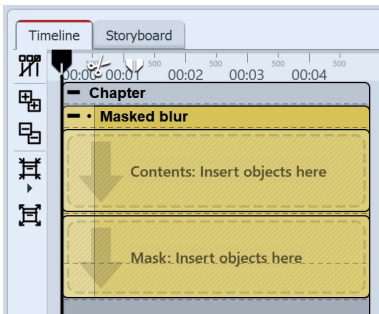 Timeline Storyboard
500 500 500 500
00:00 00:01 00:02 00:03 00:04
Chapter
Masked blur
Contents: Insert objects here
Mask: Insert objects here